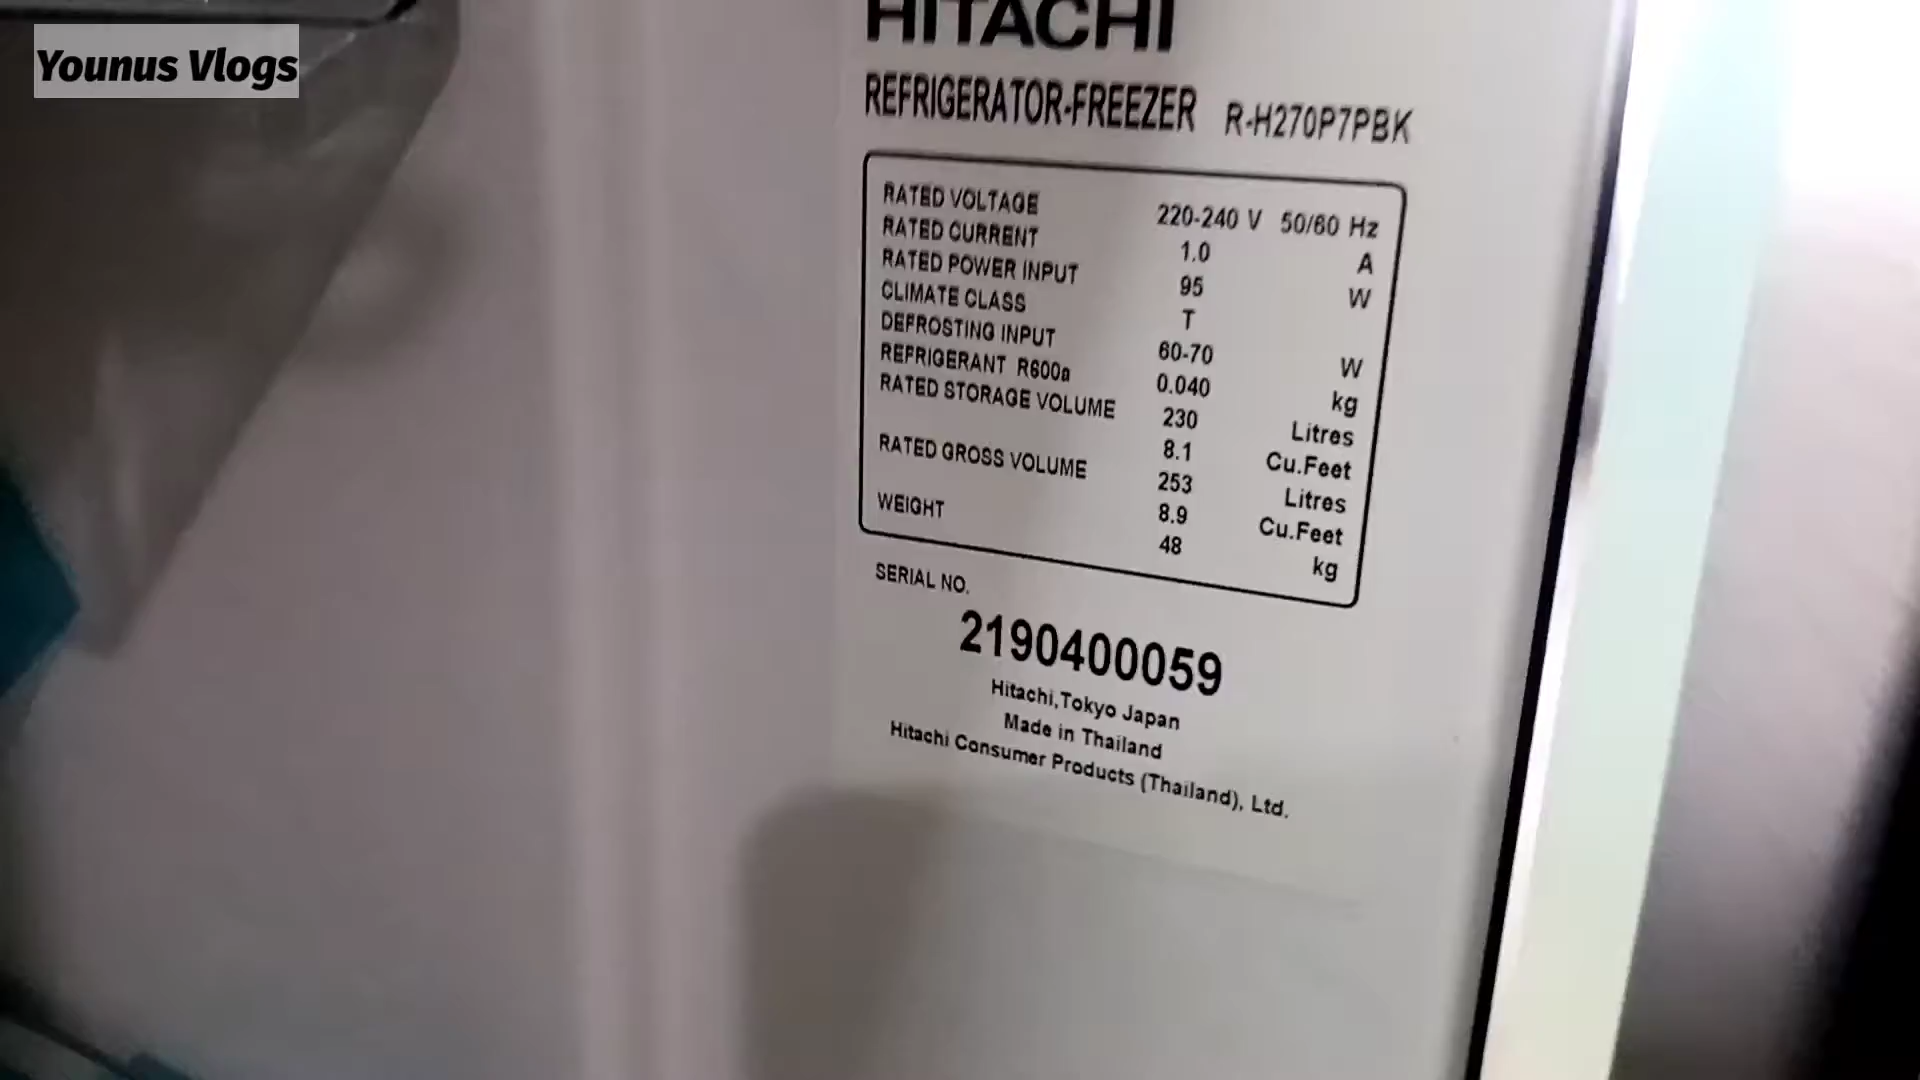 Younus Vlogs
HITACHI
REFRIGERATOR-FREEZER R-H270P7PBK
RATED VOLTAGE 220-240 V 50/60 Hz
RATED CURRENT 1.0 A
RATED POWER INPUT 95 W
CLIMATE CLASS T
DEFROSTING INPUT 60-70 W
REFRIGERANT R600a 0.040 kg
RATED STORAGE VOLUME 230 Litres
8.1 Cu.Feet
RATED GROSS VOLUME 253 Litres
8.9 Cu.Feet
WEIGHT 48 kg
SERIAL NO.
2190400059
Hitachi,Tokyo Japan
Made in Thailand
Hitachi Consumer Products (Thailand), Ltd.